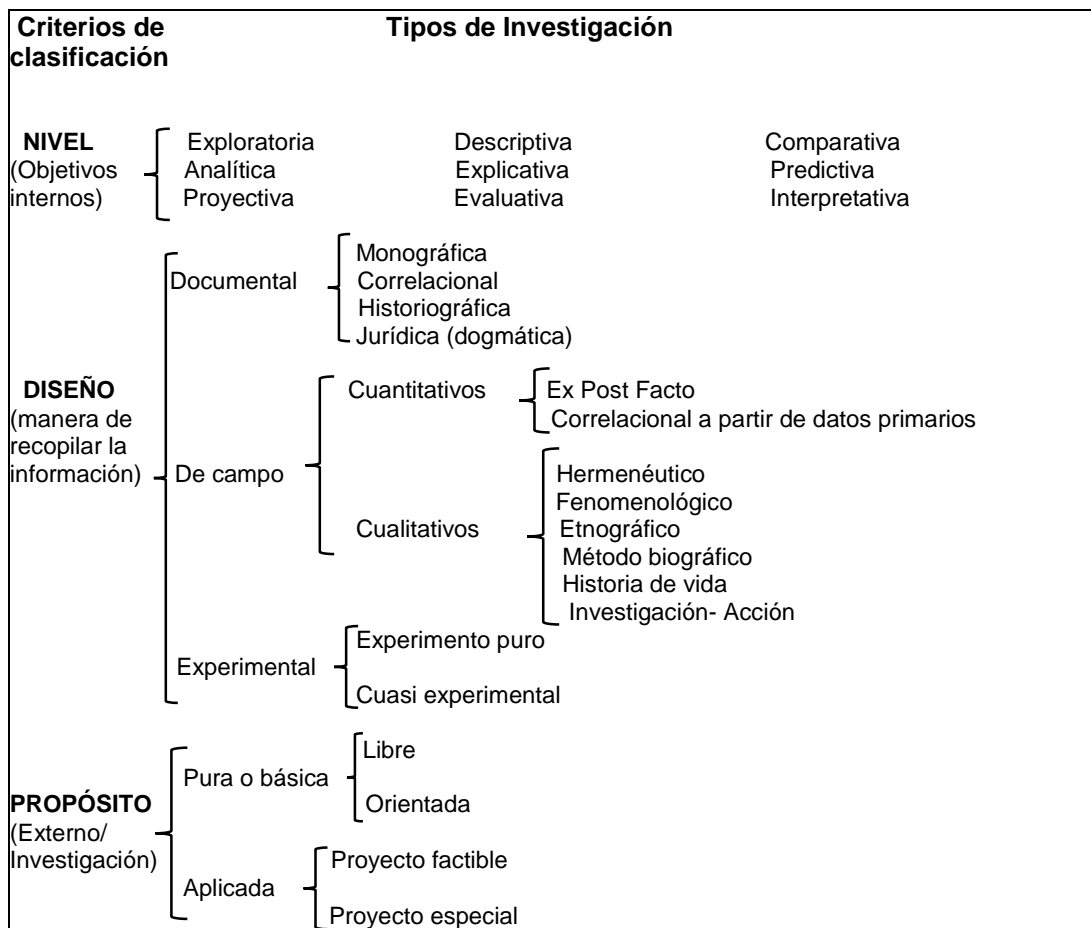 Criterios de clasificación
Tipos de Investigación
NIVEL
(Objetivos internos)
Exploratoria Descriptiva Comparativa
Analítica Explicativa Predictiva
Proyectiva Evaluativa Interpretativa
DISEÑO
(manera de
recopilar la
información)
Documental
Monográfica
Correlacional
Historiográfica
Jurídica (dogmática)
De campo
Cuantitativos
Ex Post Facto
Correlacional a partir de datos primarios
Cualitativos
Hermenéutico
Fenomenológico
Etnográfico
Método biográfico
Historia de vida
Investigación- Acción
Experimental
Experimento puro
Cuasi experimental
PROPÓSITO
(Externo/
Investigación)
Pura o básica
Libre
Orientada
Aplicada
Proyecto factible
Proyecto especial